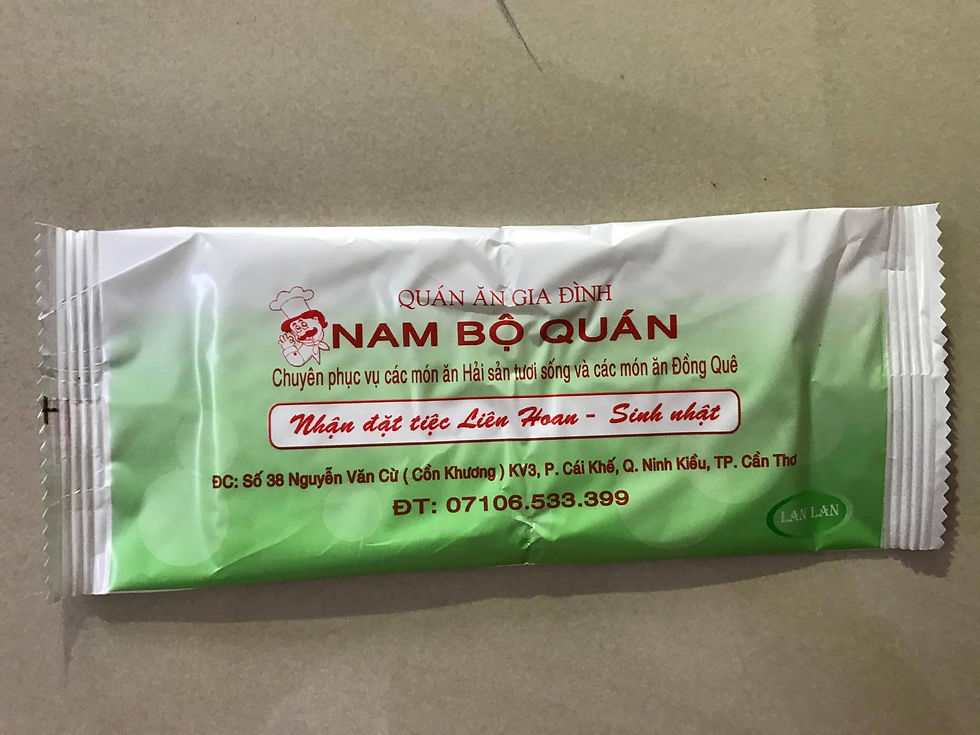 QUÁN ĂN GIA ĐÌNH
NAM BỘ QUÁN
Chuyên phục vụ các món ăn Hải sản tươi sống và các món ăn Đồng Quê
Nhận đặt tiệc Liên Hoan - Sinh nhật
ĐC: Số 38 Nguyễn Văn Cừ ( Cồn Khương ) KV3, P. Cái Khế, Q. Ninh Kiều, TP. Cần Thơ
ĐT: 07106.533.399
LAN LAN